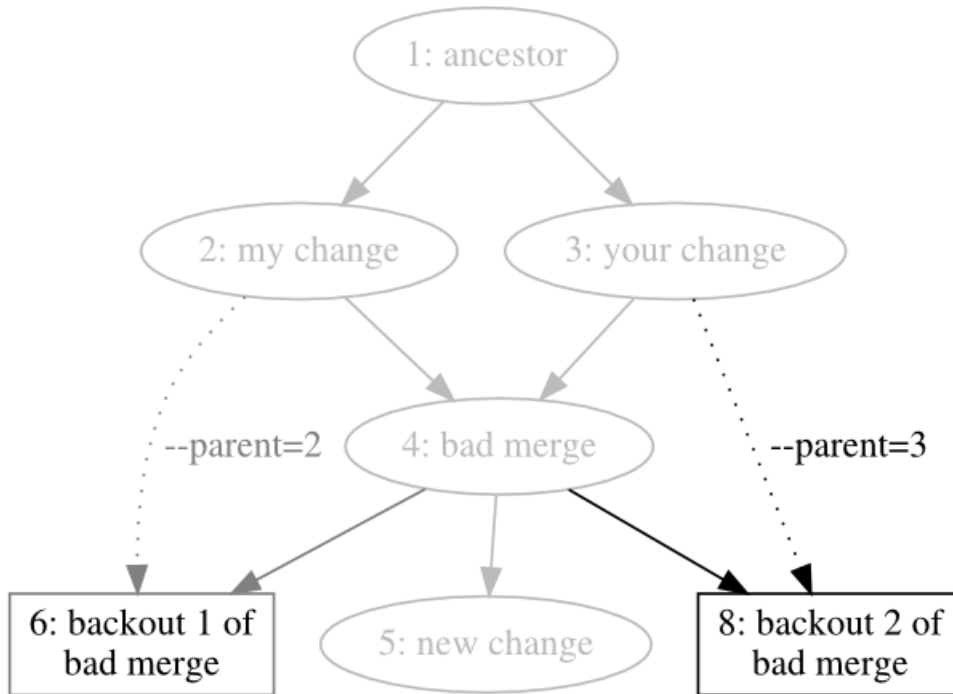 1: ancestor
2: my change
3: your change
--parent=2
4: bad merge
--parent=3
6: backout 1 of
bad merge
5: new change
8: backout 2 of
bad merge